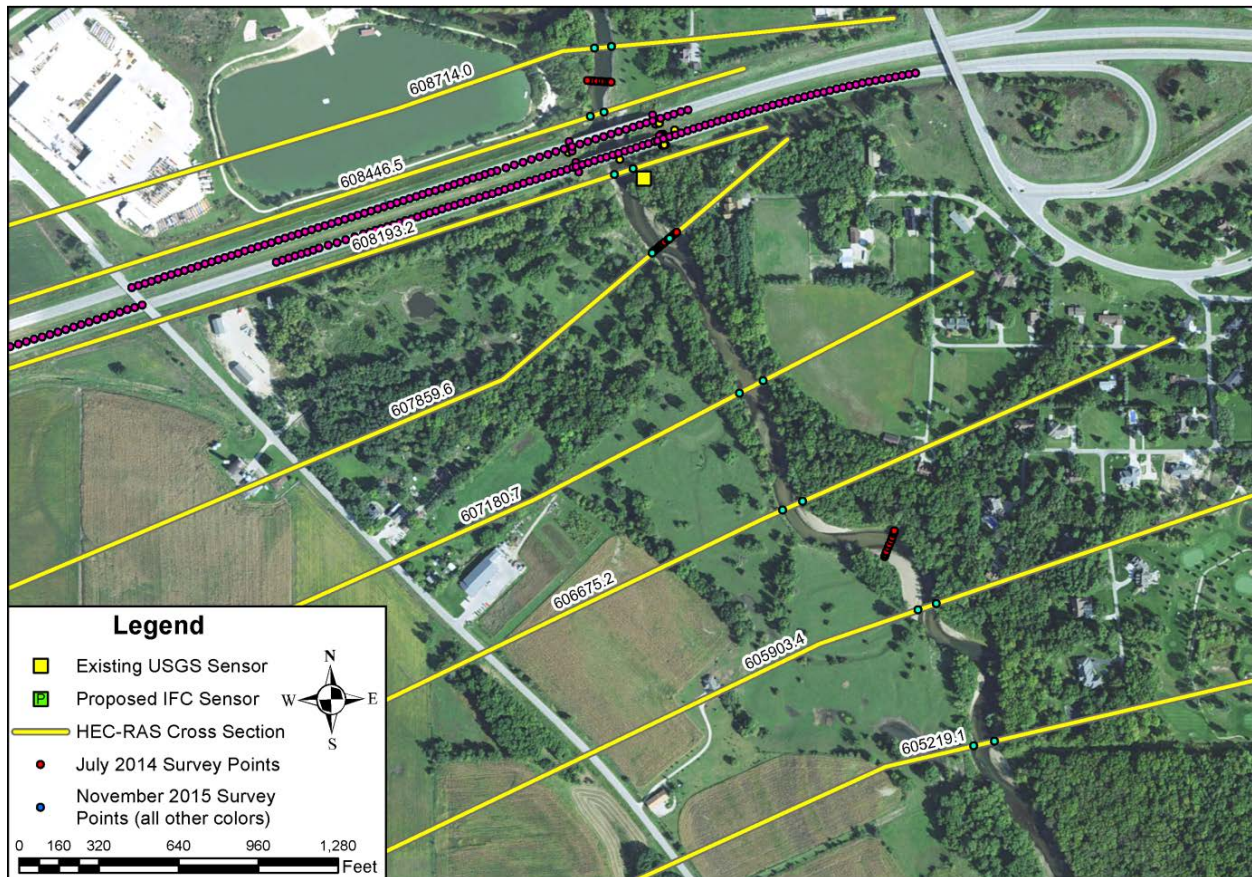 608714.0
608446.5
608193.2
607859.6
607180.7
606675.2
605903.4
605219.1
Legend
Existing USGS Sensor
P Proposed IFC Sensor
HEC-RAS Cross Section
July 2014 Survey Points
November 2015 Survey
Points (all other colors)
N
W E
S
0 160 320 640 960 1,280
Feet